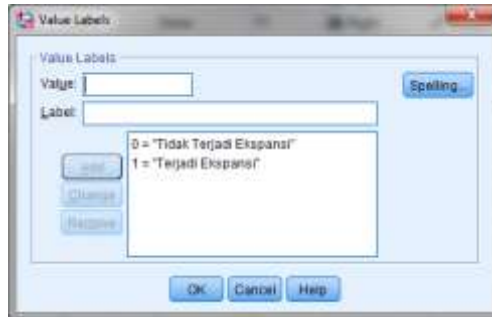 Value Labels
Value Labels
Value:
Spelling...
Label:
0 = "Tidak Terjadi Ekspansi"
1 = "Terjadi Ekspansi"
Add
Change
Remove
OK Cancel Help